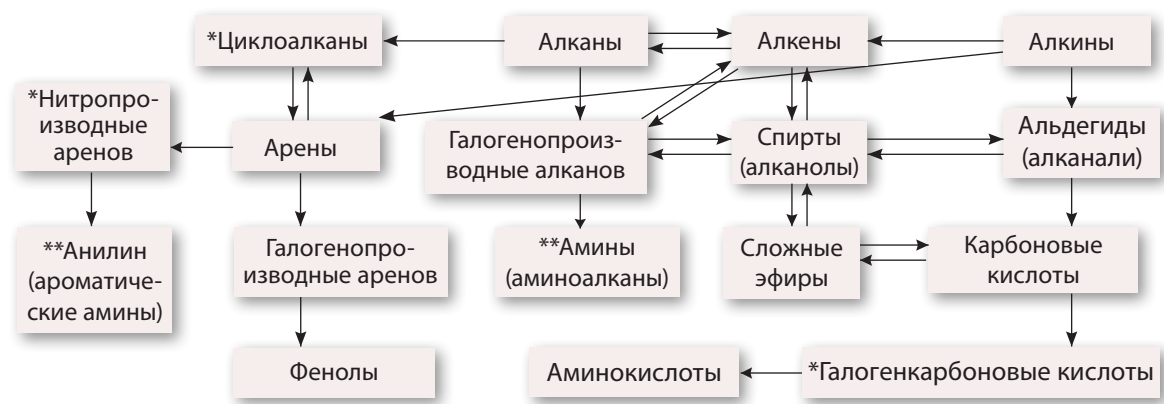 *Циклоалканы
Алканы
Алкены
Алкины
*Нитропро-
изводные
аренов
Арены
Галогенопроиз-
водные алканов
Спирты
(алканолы)
Альдегиды
(алканали)
**Анилин
(ароматиче-
ские амины)
Галогенопро-
изводные аренов
**Амины
(аминоалканы)
Сложные
эфиры
Карбоновые
кислоты
Фенолы
Аминокислоты
*Галогенкарбоновые кислоты